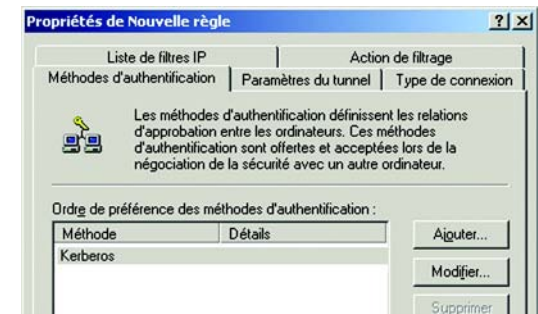 Propriétés de Nouvelle règle
Liste de filtres IP
Action de filtrage
Méthodes d'authentification
Paramètres du tunnel
Type de connexion
Les méthodes d'authentification définissent les relations
d'approbation entre les ordinateurs. Ces méthodes
d'authentification sont offertes et acceptées lors de la
négociation de la sécurité avec un autre ordinateur.
Ordre de préférence des méthodes d'authentification :
Méthode
Détails
Kerberos
Ajouter...
Modifier...
Supprimer